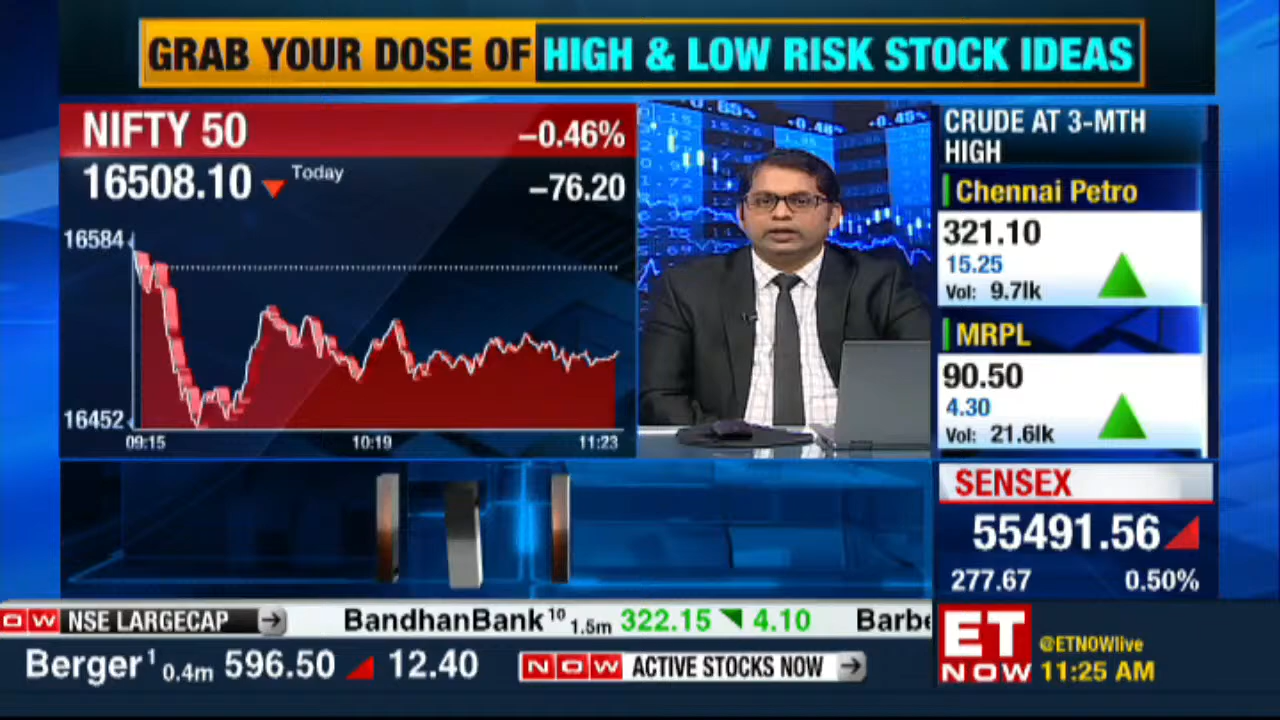 GRAB YOUR DOSE OF HIGH & LOW RISK STOCK IDEAS
NIFTY 50 -0.46%
16508.10 Today -76.20
16584
16452
09:15 10:19 11:23
CRUDE AT 3-MTH
HIGH
Chennai Petro
321.10
15.25
Vol: 9.7lk
MRPL
90.50
4.30
Vol: 21.6lk
SENSEX
55491.56
277.67 0.50%
OW NSE LARGECAP BandhanBank 10 1.5m 322.15 4.10 Barbe
Berger 1 0.4m 596.50 12.40 NOW ACTIVE STOCKS NOW
ET
NOW
@ETNOWlive
11:25 AM